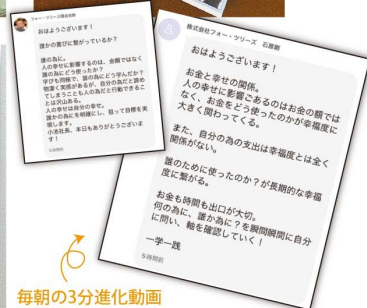 フォー・ツリーズ
おはようございます！
誰かの喜びに繋がっているか？
誰の為に。
人の幸せに影響するのは、金額ではなく
誰の為にどう使ったか？
学びも同様で、誰の為にどう学んだか？
物凄く実感があるが、自分の為だと諦め
てしまうことも人の為だと行動できるこ
とは沢山ある。
人の幸せは自分の幸せ。
誰かの為にを明確にし、狙って目標を実
現します。
小池社長、本日もありがとうございま
す！
5時間前
株式会社フォー・ツリーズ 石原剛
おはようございます！
お金と幸せの関係。
人の幸せに影響ごあるのはお金の額では
なく、お金をどう使ったのかが幸福度に
大きく関わってくる。
また、自分の為の支出は幸福度とは全く
関係がない。
誰のために使ったのか？が長期的な幸福
度に繋がる。
お金も時間も出口が大切。
何の為に、誰か為に？を瞬間瞬間に自分
に問い、軸を確認していく！
一学一践
5時間前
毎朝の3分進化動画